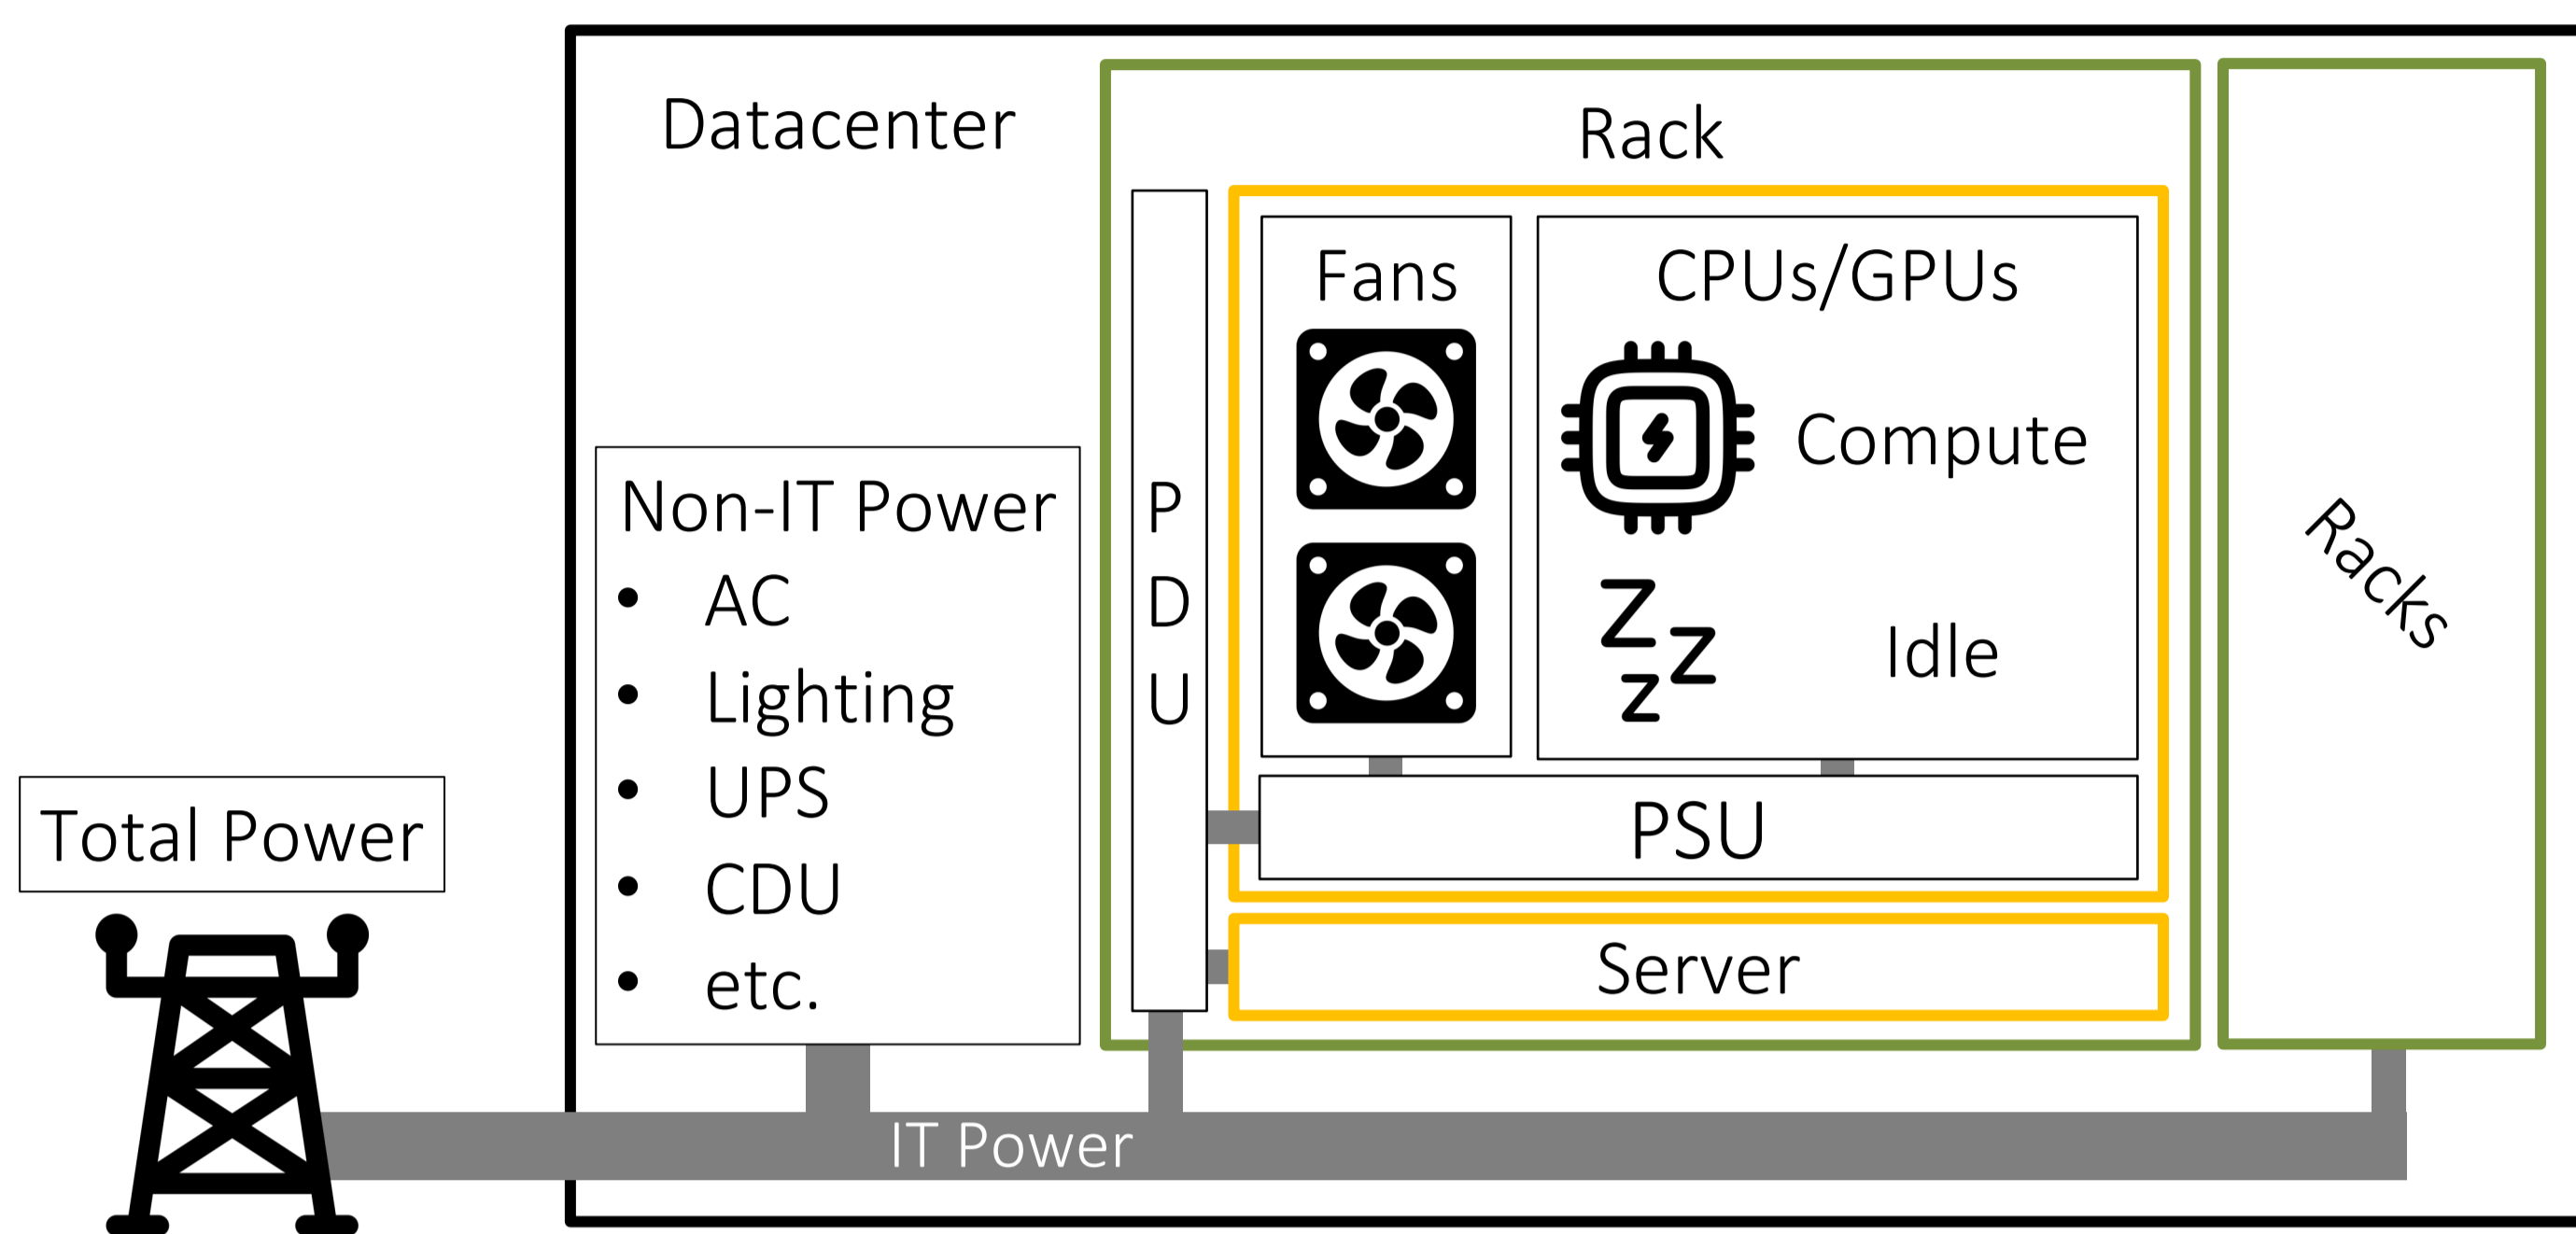 Datacenter
Rack
Fans
CPUs/GPUs
Compute
Idle
P
D
U
PSU
Server
Racks
Non-IT Power
• AC
• Lighting
• UPS
• CDU
• etc.
Total Power
IT Power